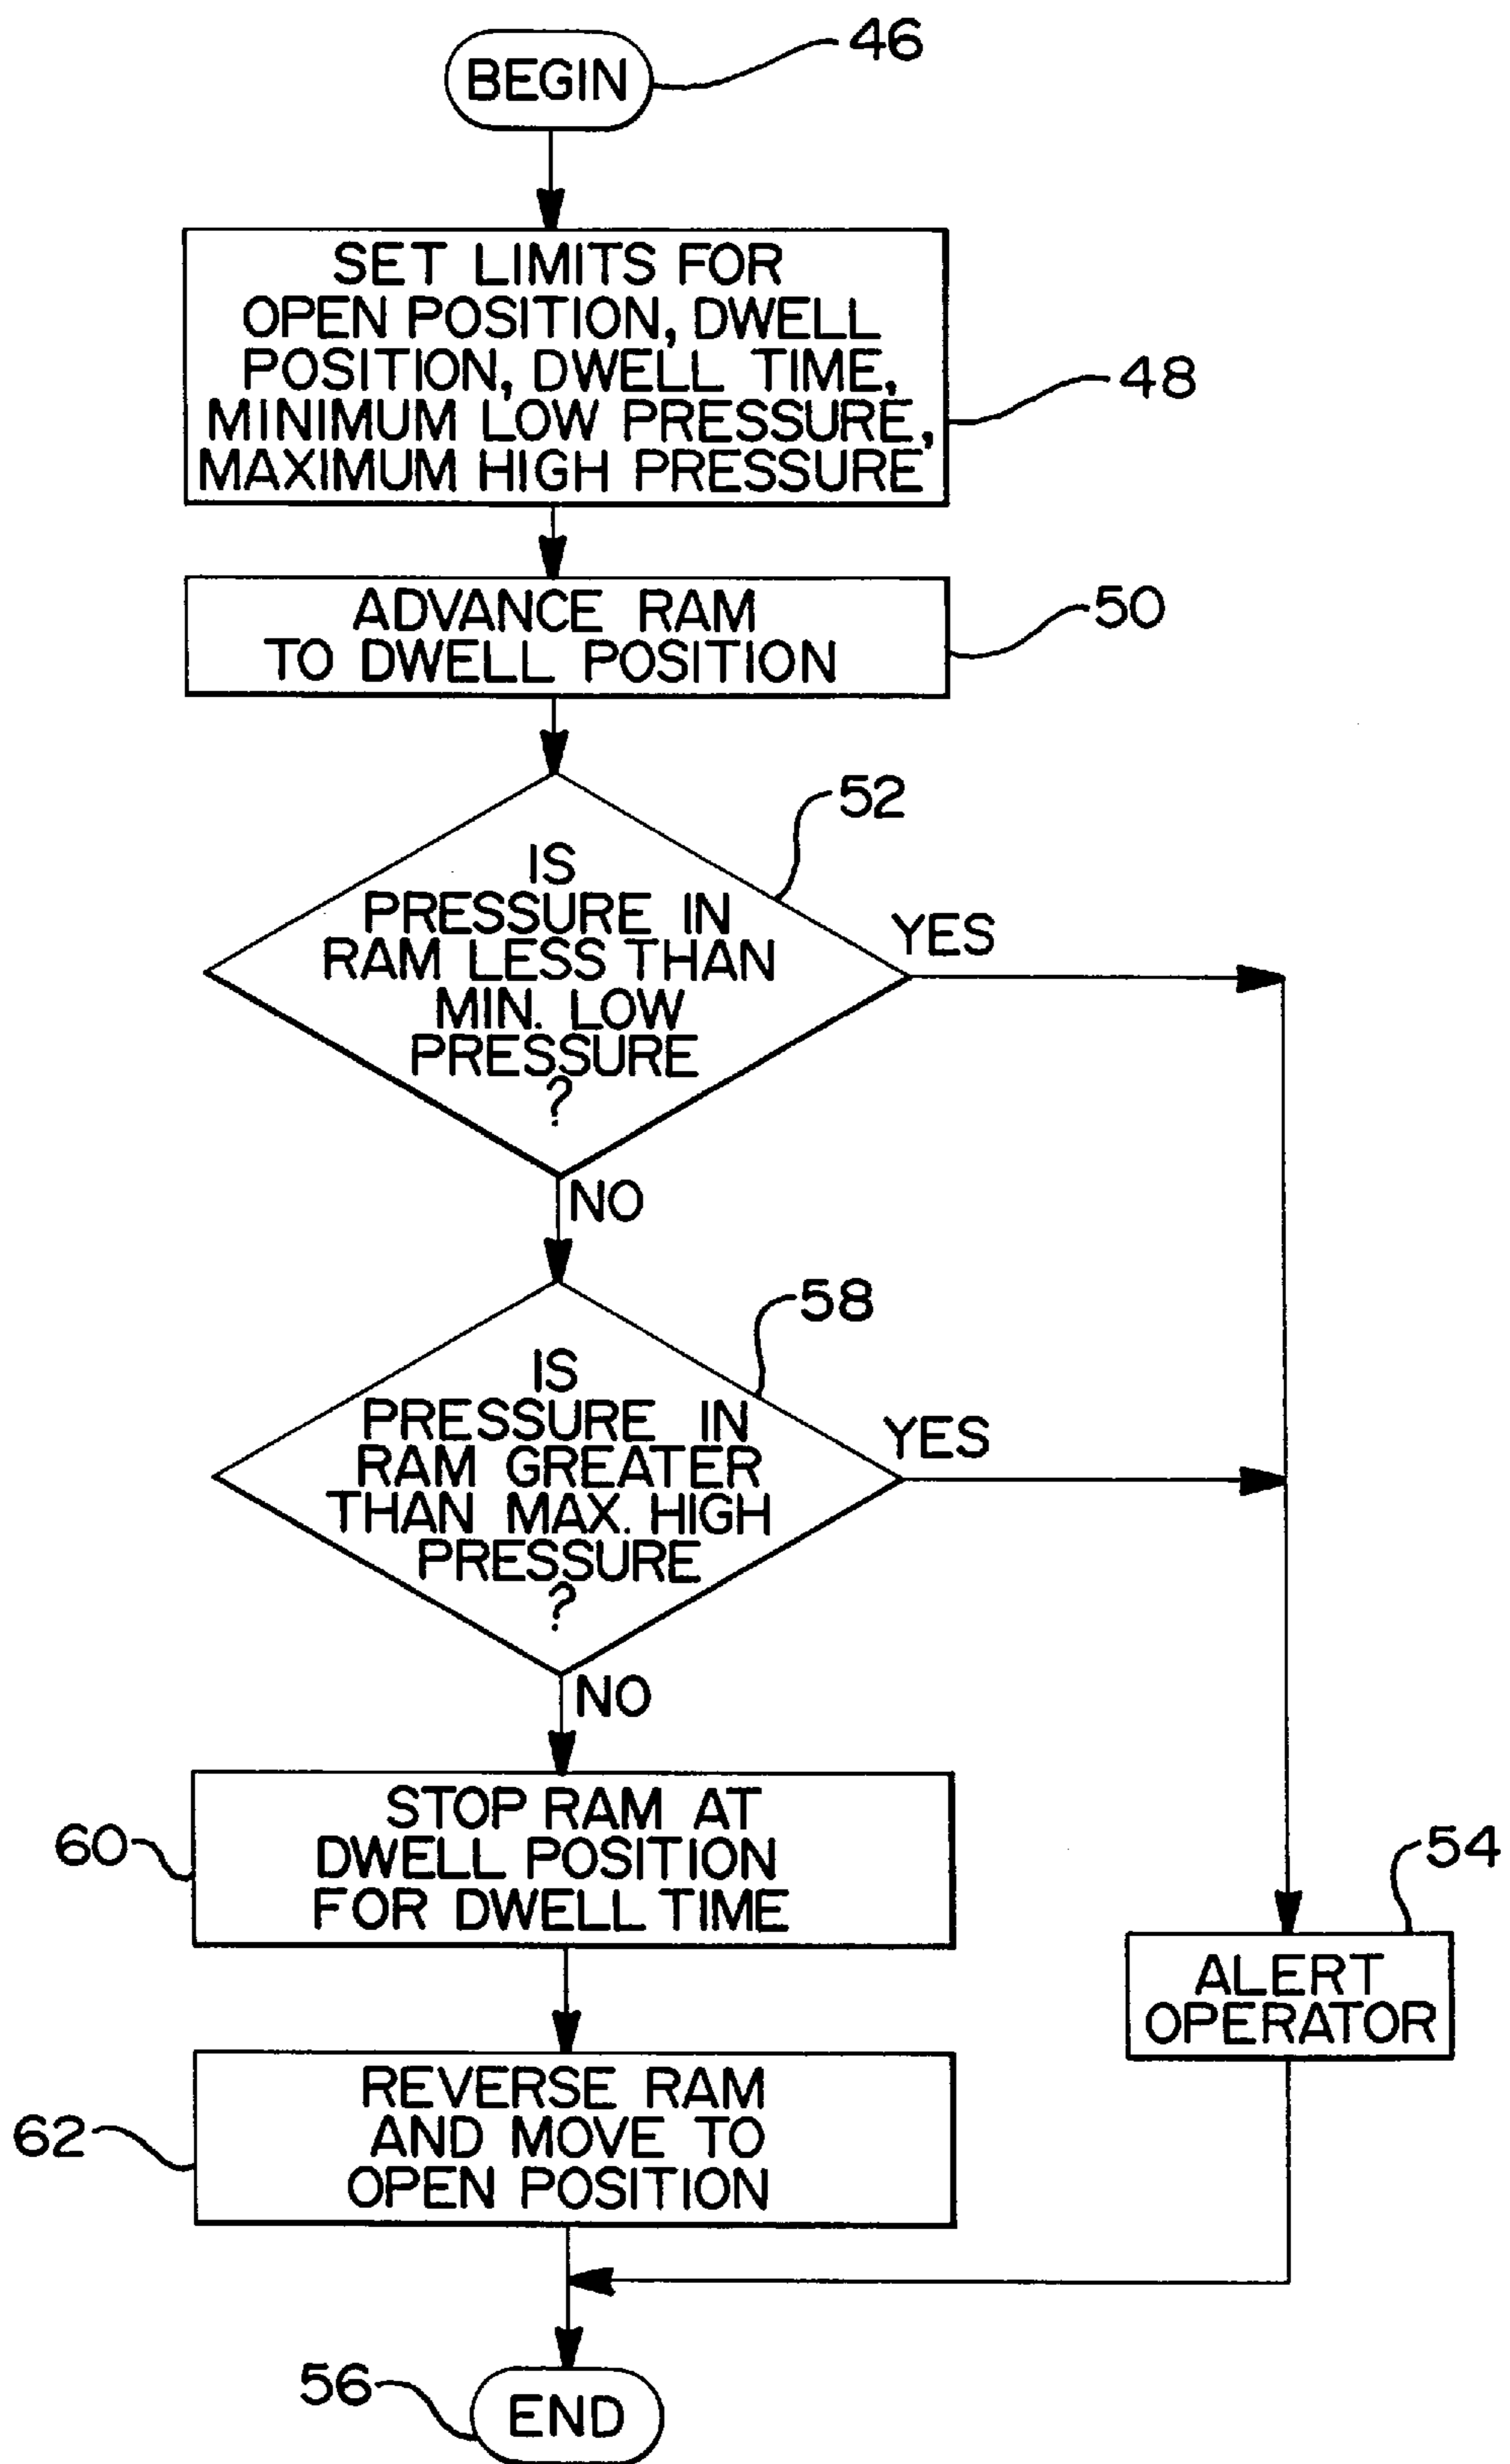 BEGIN
46
SET LIMITS FOR
OPEN POSITION, DWELL
POSITION, DWELL TIME,
MINIMUM LOW PRESSURE,
MAXIMUM HIGH PRESSURE
48
ADVANCE RAM
TO DWELL POSITION
50
52
IS
PRESSURE IN
RAM LESS THAN
MIN. LOW
PRESSURE
?
YES
NO
58
IS
PRESSURE IN
RAM GREATER
THAN MAX. HIGH
PRESSURE
?
YES
NO
60
STOP RAM AT
DWELL POSITION
FOR DWELL TIME
54
ALERT
OPERATOR
62
REVERSE RAM
AND MOVE TO
OPEN POSITION
56
END